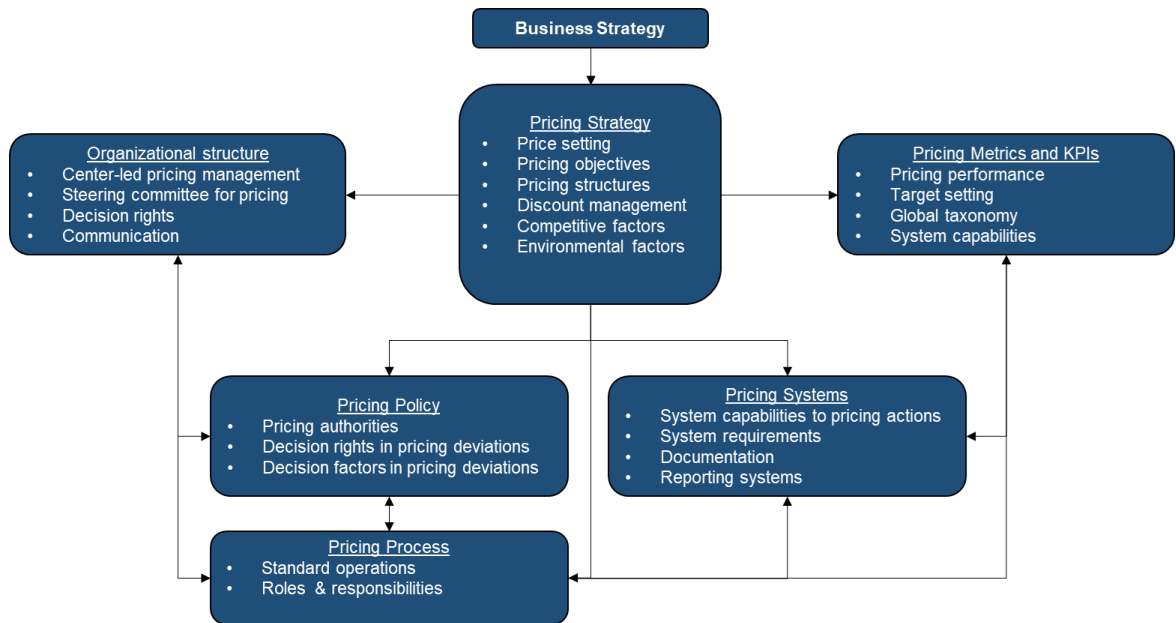 Business Strategy
Pricing Strategy
• Price setting
• Pricing objectives
• Pricing structures
• Discount management
• Competitive factors
• Environmental factors
Organizational structure
• Center-led pricing management
• Steering committee for pricing
• Decision rights
• Communication
Pricing Metrics and KPIs
• Pricing performance
• Target setting
• Global taxonomy
• System capabilities
Pricing Policy
• Pricing authorities
• Decision rights in pricing deviations
• Decision factors in pricing deviations
Pricing Systems
• System capabilities to pricing actions
• System requirements
• Documentation
• Reporting systems
Pricing Process
• Standard operations
• Roles & responsibilities